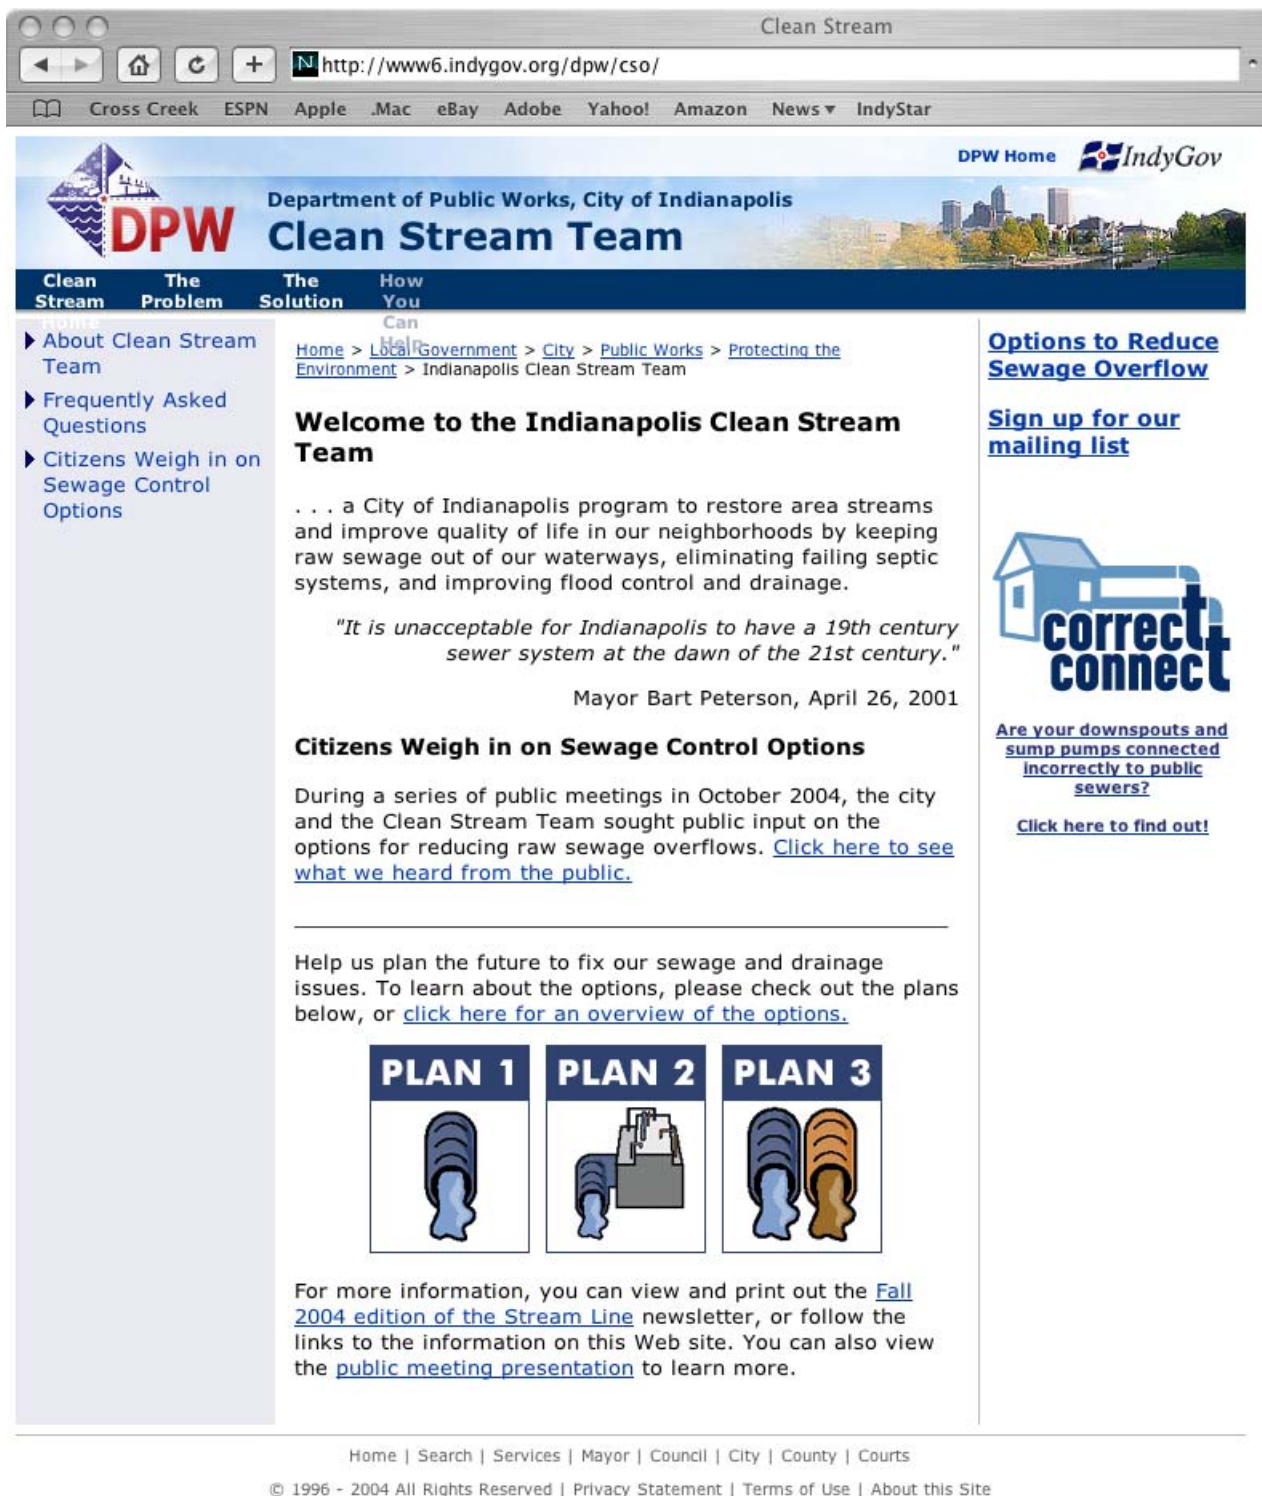 Clean Stream
http://www6.indygov.org/dpw/cso/
Cross Creek ESPN Apple .Mac eBay Adobe Yahoo! Amazon News IndyStar
DPW Home IndyGov
DPW
Department of Public Works, City of Indianapolis
Clean Stream Team
Clean Stream Home
The Problem
The Solution
How You Can Help
About Clean Stream
Team
Frequently Asked
Questions
Citizens Weigh in on
Sewage Control
Options
Home > Local Government > City > Public Works > Protecting the
Environment > Indianapolis Clean Stream Team
Welcome to the Indianapolis Clean Stream
Team
. . . a City of Indianapolis program to restore area streams
and improve quality of life in our neighborhoods by keeping
raw sewage out of our waterways, eliminating failing septic
systems, and improving flood control and drainage.
"It is unacceptable for Indianapolis to have a 19th century
sewer system at the dawn of the 21st century."
Mayor Bart Peterson, April 26, 2001
Citizens Weigh in on Sewage Control Options
During a series of public meetings in October 2004, the city
and the Clean Stream Team sought public input on the
options for reducing raw sewage overflows. Click here to see
what we heard from the public.
Help us plan the future to fix our sewage and drainage
issues. To learn about the options, please check out the plans
below, or click here for an overview of the options.
PLAN 1 PLAN 2 PLAN 3
For more information, you can view and print out the Fall
2004 edition of the Stream Line newsletter, or follow the
links to the information on this Web site. You can also view
the public meeting presentation to learn more.
Options to Reduce
Sewage Overflow
Sign up for our
mailing list
correct
connect
Are your downspouts and
sump pumps connected
incorrectly to public
sewers?
Click here to find out!
Home | Search | Services | Mayor | Council | City | County | Courts
© 1996 - 2004 All Rights Reserved | Privacy Statement | Terms of Use | About this Site